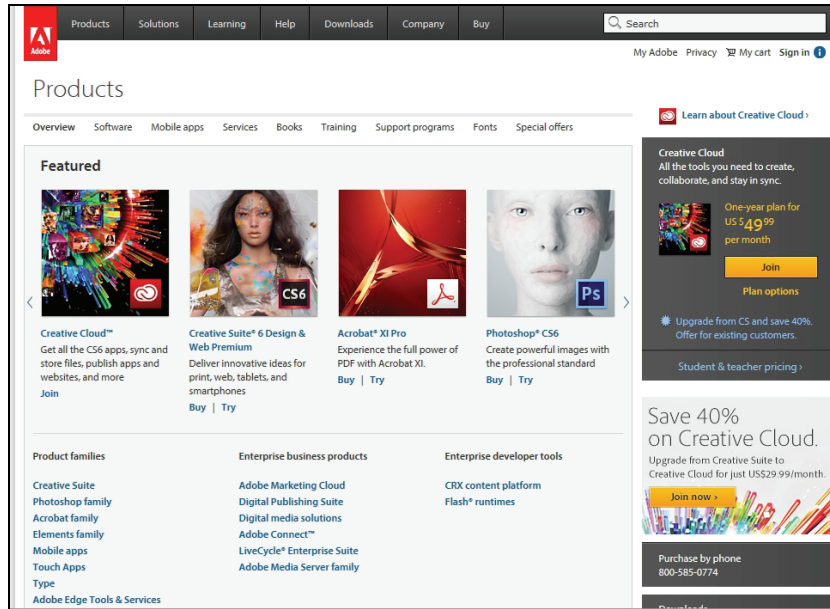 Products Solutions Learning Help Downloads Company Buy
Search
Adobe
My Adobe Privacy My cart Sign in i
Products
Overview Software Mobile apps Services Books Training Support programs Fonts Special offers
Featured
CS6
Ps
Creative Cloud™
Get all the CS6 apps, sync and
store files, publish apps and
websites, and more
Join
Creative Suite® 6 Design &
Web Premium
Deliver innovative ideas for
print, web, tablets, and
smartphones
Buy | Try
Acrobat® XI Pro
Experience the full power of
PDF with Acrobat XI.
Buy | Try
Photoshop® CS6
Create powerful images with
the professional standard
Buy | Try
Product families
Creative Suite
Photoshop family
Acrobat family
Elements family
Mobile apps
Touch Apps
Type
Adobe Edge Tools & Services
Enterprise business products
Adobe Marketing Cloud
Digital Publishing Suite
Digital media solutions
Adobe Connect™
LiveCycle® Enterprise Suite
Adobe Media Server family
Enterprise developer tools
CRX content platform
Flash® runtimes
Learn about Creative Cloud ›
Creative Cloud
All the tools you need to create,
collaborate, and stay in sync.
One-year plan for
US $49 99
per month
Join
Plan options
Upgrade from CS and save 40%.
Offer for existing customers.
Student & teacher pricing ›
Save 40%
on Creative Cloud.
Upgrade from Creative Suite to
Creative Cloud for just US$29.99/month.
Join now ›
Purchase by phone
800-585-0774
Downloads